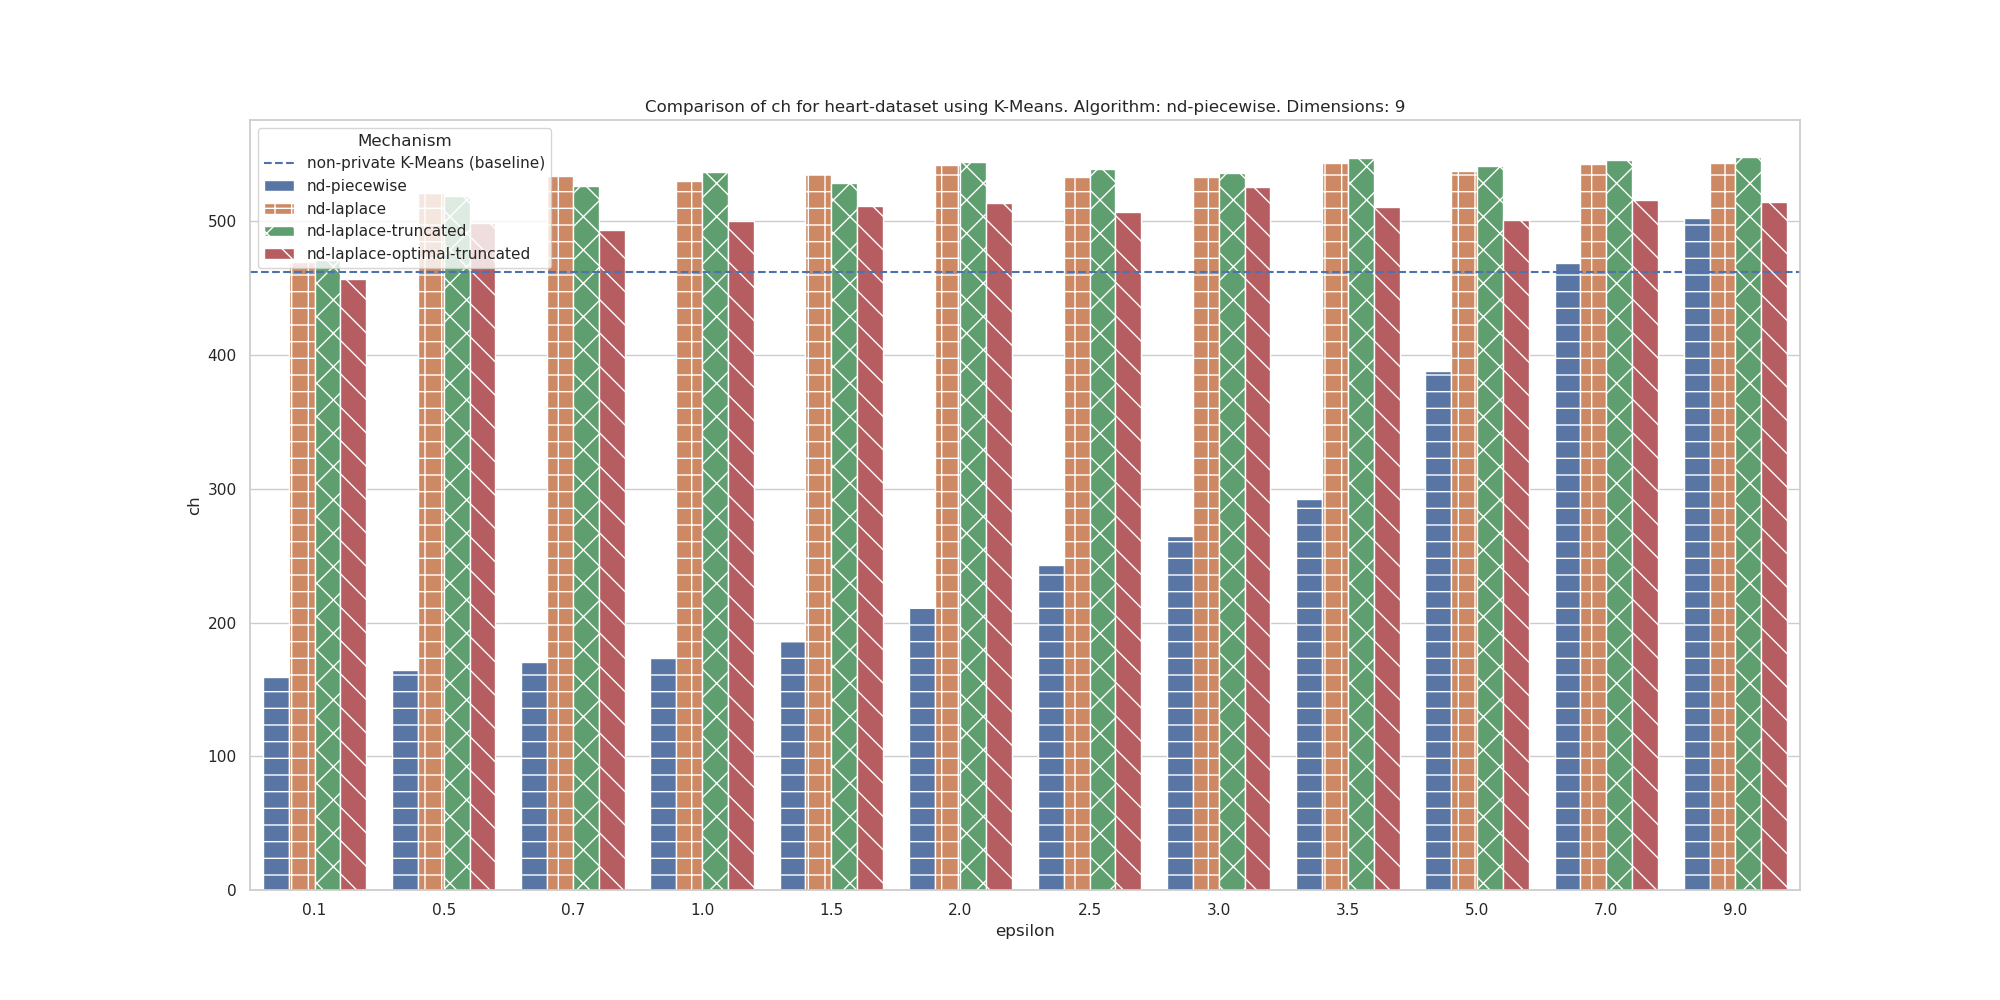 Comparison of ch for heart-dataset using K-Means. Algorithm: nd-piecewise. Dimensions: 9
Mechanism
non-private K-Means (baseline)
nd-piecewise
nd-laplace
nd-laplace-truncated
nd-laplace-optimal-truncated
500
400
300
200
100
0
ch
0.1 0.5 0.7 1.0 1.5 2.0 2.5 3.0 3.5 5.0 7.0 9.0
epsilon